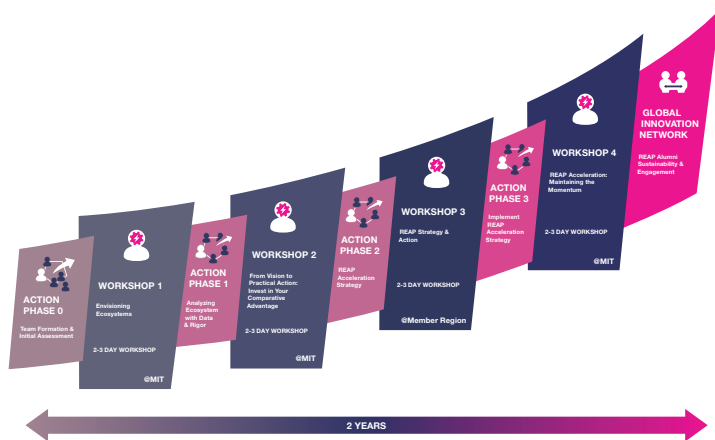 ACTION
PHASE 0
Team Formation &
Initial Assessment
WORKSHOP 1
Envisioning
Ecosystems
2-3 DAY WORKSHOP
@MIT
ACTION
PHASE 1
Analyzing
Ecosystem
with Data
& Rigor
WORKSHOP 2
From Vision to
Practical Action:
Invest in Your
Comparative
Advantage
2-3 DAY WORKSHOP
@MIT
ACTION
PHASE 2
REAP
Acceleration
Strategy
WORKSHOP 3
REAP Strategy &
Action
2-3 DAY WORKSHOP
@Member Region
ACTION
PHASE 3
Implement
REAP
Acceleration
Strategy
WORKSHOP 4
REAP Acceleration:
Maintaining the
Momentum
2-3 DAY WORKSHOP
@MIT
GLOBAL
INNOVATION
NETWORK
REAP Alumni
Sustainability &
Engagement
2 YEARS